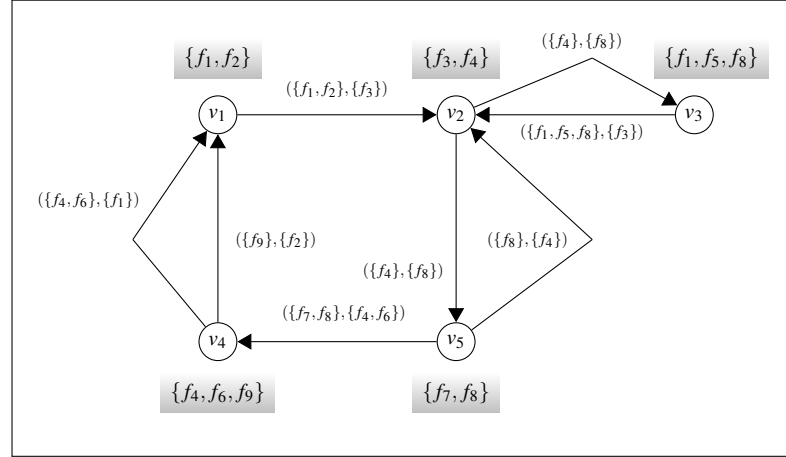 ({f4},{f8})
{f1, f2}
{f3, f4}
{f1, f5, f8}
({f1, f2},{f3})
v1
v2
v3
({f1, f5, f8},{f3})
({f4, f6},{f1})
({f9},{f2})
({f8},{f4})
({f4},{f8})
({f7, f8},{f4, f6})
v4
v5
{f4, f6, f9}
{f7, f8}